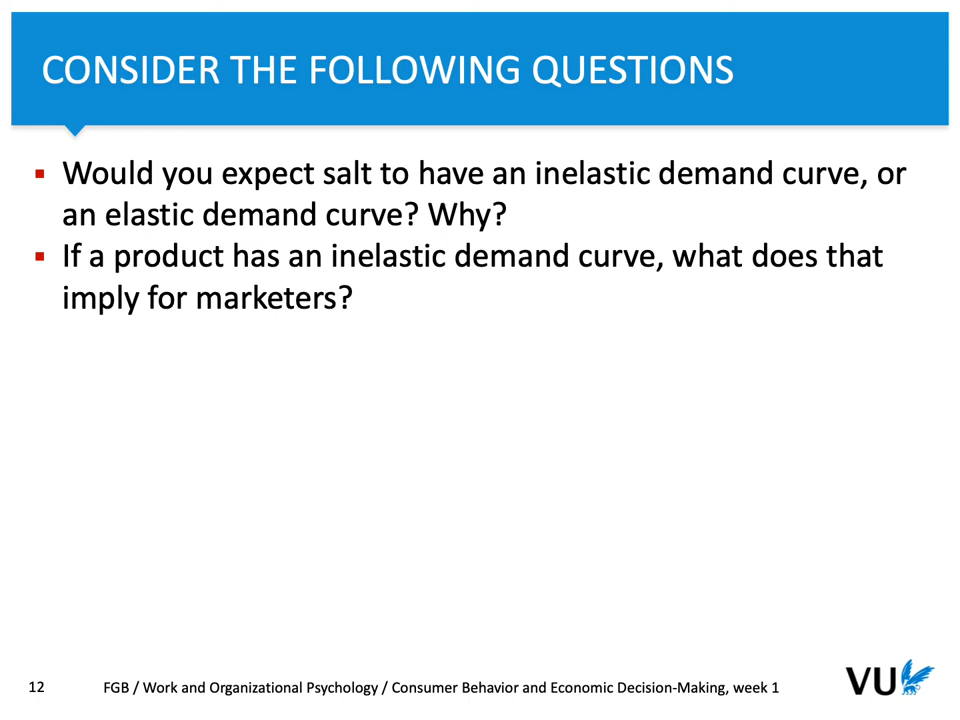 CONSIDER THE FOLLOWING QUESTIONS
▪ Would you expect salt to have an inelastic demand curve, or
an elastic demand curve? Why?
▪ If a product has an inelastic demand curve, what does that
imply for marketers?
12 FGB / Work and Organizational Psychology / Consumer Behavior and Economic Decision-Making, week 1
VU